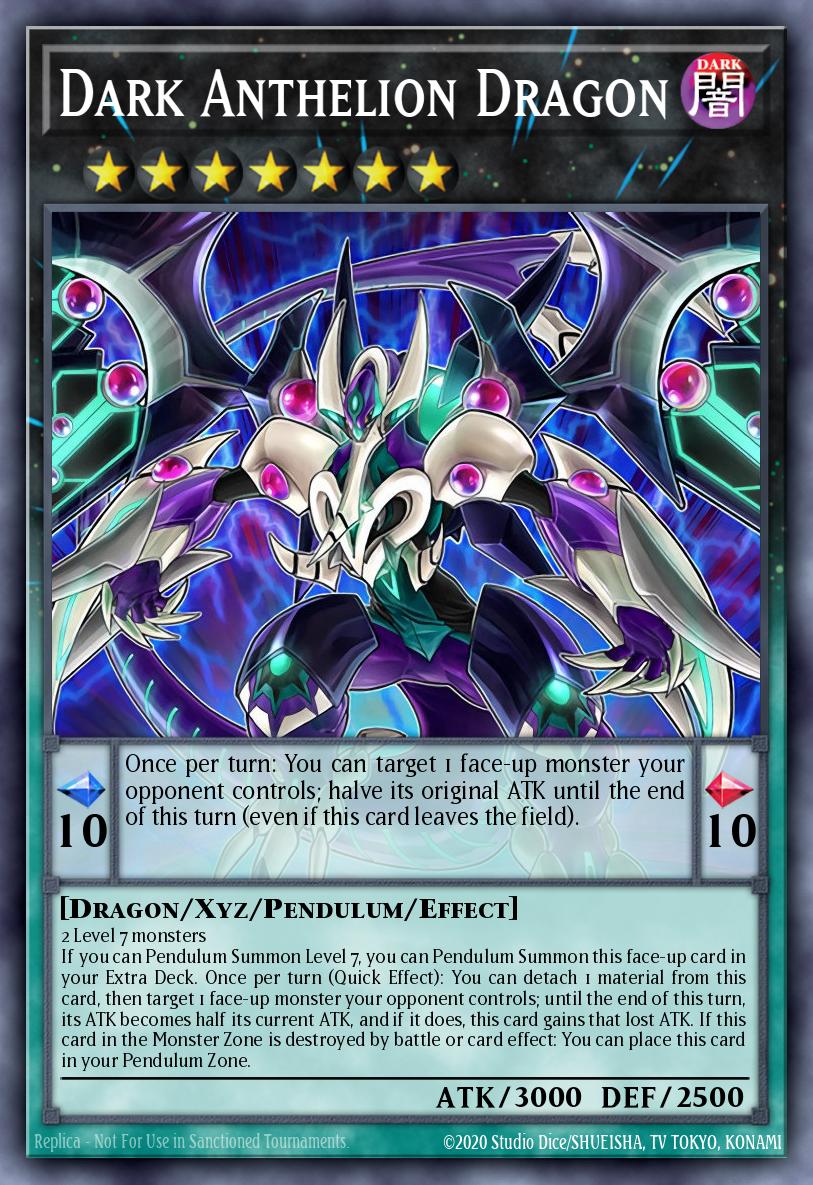 Dark Anthelion Dragon
DARK
闇
Once per turn: You can target 1 face-up monster your
opponent controls; halve its original ATK until the end
of this turn (even if this card leaves the field).
10
10
[Dragon/Xyz/Pendulum/Effect]
2 Level 7 monsters
If you can Pendulum Summon Level 7, you can Pendulum Summon this face-up card in
your Extra Deck. Once per turn (Quick Effect): You can detach 1 material from this
card, then target 1 face-up monster your opponent controls; until the end of this turn,
its ATK becomes half its current ATK, and if it does, this card gains that lost ATK. If this
card in the Monster Zone is destroyed by battle or card effect: You can place this card
in your Pendulum Zone.
ATK/3000 DEF/2500
Replica - Not For Use in Sanctioned Tournaments.
©2020 Studio Dice/SHUEISHA, TV TOKYO, KONAMI